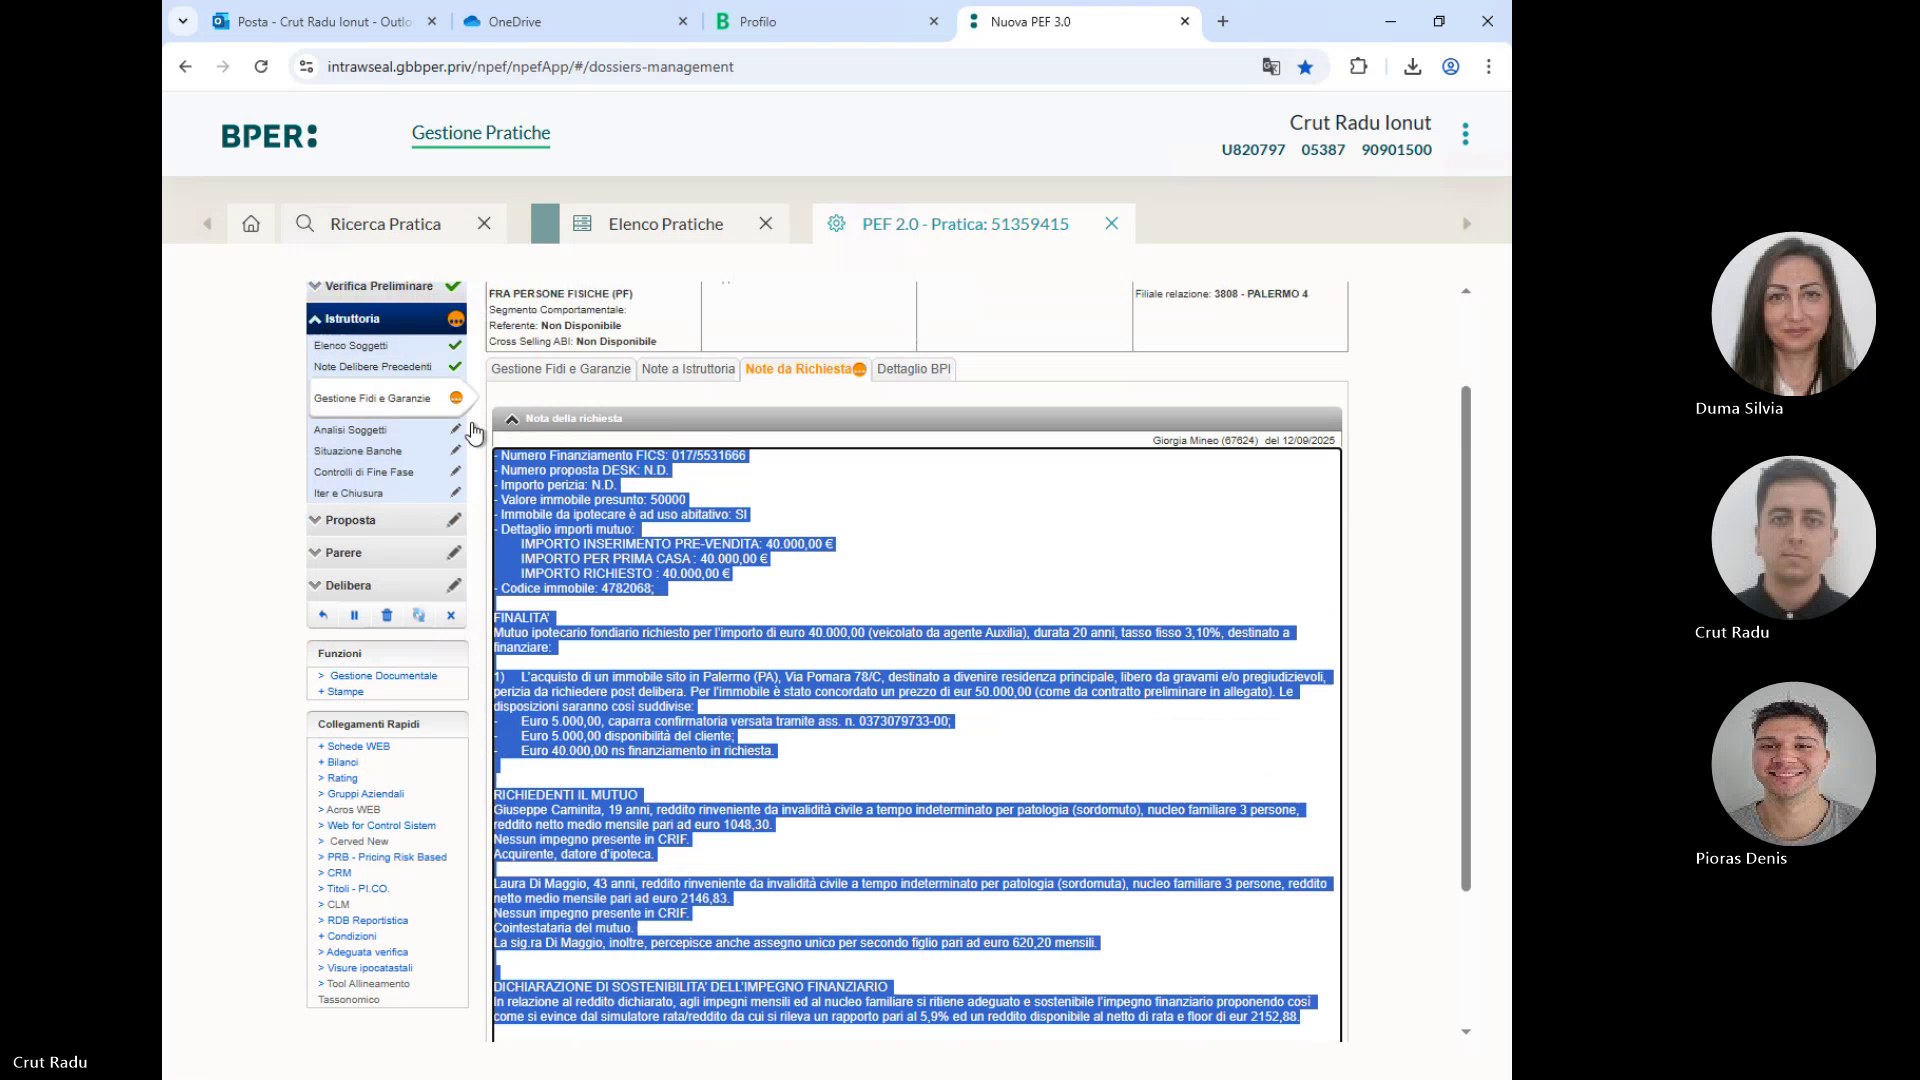 Posta - Crut Radu Ionut - Outlo
OneDrive
Profilo
Nuova PEF 3.0
intrawseal.gbbper.priv/npef/npefApp/#/dossiers-management
BPER:
Gestione Pratiche
Crut Radu Ionut
U820797 05387 90901500
Ricerca Pratica
Elenco Pratiche
PEF 2.0 - Pratica: 51359415
Verifica Preliminare
Istruttoria
Elenco Soggetti
Note Delibere Precedenti
Gestione Fidi e Garanzie
Analisi Soggetti
Situazione Banche
Controlli di Fine Fase
Iter e Chiusura
Proposta
Parere
Delibera
Funzioni
> Gestione Documentale
+ Stampe
Collegamenti Rapidi
+ Schede WEB
+ Bilanci
> Rating
> Gruppi Aziendali
> Acros WEB
> Web for Control Sistem
> Cerved New
> PRB - Pricing Risk Based
> CRM
> Titoli - PI.CO.
> CLM
> RDB Reportistica
+ Condizioni
> Adeguata verifica
> Visure ipocatastali
> Tool Allineamento
Tassonomico
FRA PERSONE FISICHE (PF)
Segmento Comportamentale:
Referente: Non Disponibile
Cross Selling ABI: Non Disponibile
Filiale relazione: 3808 - PALERMO 4
Gestione Fidi e Garanzie
Note a Istruttoria
Note da Richiesta
Dettaglio BPI
Nota della richiesta
Giorgia Mineo (67624) del 12/09/2025
- Numero Finanziamento FICS: 017/5531666
- Numero proposta DESK: N.D.
- Importo perizia: N.D.
- Valore immobile presunto: 50000
- Immobile da ipotecare è ad uso abitativo: SI
- Dettaglio importi mutuo:
IMPORTO INSERIMENTO PRE-VENDITA: 40.000,00 €
IMPORTO PER PRIMA CASA : 40.000,00 €
IMPORTO RICHIESTO : 40.000,00 €
- Codice immobile: 4782068;
FINALITA'
Mutuo ipotecario fondiario richiesto per l'importo di euro 40.000,00 (veicolato da agente Auxilia), durata 20 anni, tasso fisso 3,10%, destinato a
finanziare:
1) L'acquisto di un immobile sito in Palermo (PA), Via Pomara 78/C, destinato a divenire residenza principale, libero da gravami e/o pregiudizievoli,
perizia da richiedere post delibera. Per l'immobile è stato concordato un prezzo di eur 50.000,00 (come da contratto preliminare in allegato). Le
disposizioni saranno così suddivise:
- Euro 5.000,00, caparra confirmatoria versata tramite ass. n. 0373079733-00;
- Euro 5.000,00 disponibilità del cliente;
- Euro 40.000,00 ns finanziamento in richiesta.
RICHIEDENTI IL MUTUO
Giuseppe Caminita, 19 anni, reddito rinveniente da invalidità civile a tempo indeterminato per patologia (sordomuto), nucleo familiare 3 persone,
reddito netto medio mensile pari ad euro 1048,30.
Nessun impegno presente in CRIF.
Acquirente, datore d'ipoteca.
Laura Di Maggio, 43 anni, reddito rinveniente da invalidità civile a tempo indeterminato per patologia (sordomuta), nucleo familiare 3 persone, reddito
netto medio mensile pari ad euro 2146,83.
Nessun impegno presente in CRIF.
Cointestataria del mutuo.
La sig.ra Di Maggio, inoltre, percepisce anche assegno unico per secondo figlio pari ad euro 620,20 mensili.
DICHIARAZIONE DI SOSTENIBILITA' DELL'IMPEGNO FINANZIARIO
In relazione al reddito dichiarato, agli impegni mensili ed al nucleo familiare si ritiene adeguato e sostenibile l'impegno finanziario proponendo così
come si evince dal simulatore rata/reddito da cui si rileva un rapporto pari al 5,9% ed un reddito disponibile al netto di rata e floor di eur 2152,88.
Duma Silvia
Crut Radu
Pioras Denis
Crut Radu